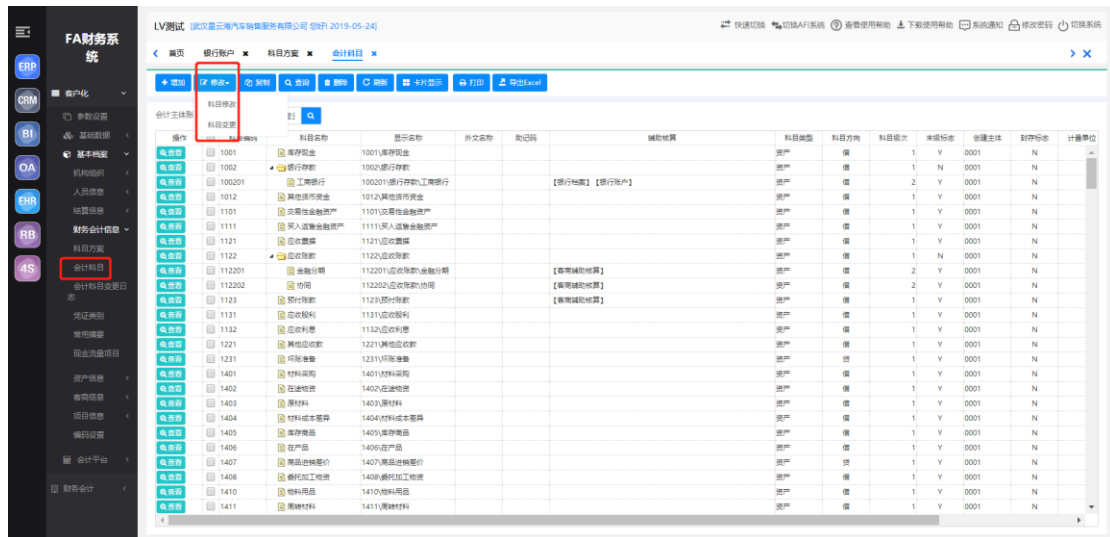 LV测试 [武汉星云海汽车销售服务有限公司 您好! 2019-05-24]
快速切换 切换AFI系统 查看使用帮助 下载使用帮助 系统通知 修改密码 切换系统
FA财务系统
首页 银行账户 科目方案 会计科目
ERP
CRM
BI
OA
EHR
RB
4S
客户化
参数设置
基础数据
基本档案
机构组织
人员信息
结算信息
财务会计信息
科目方案
会计科目
会计科目变更日志
凭证类别
常用摘要
现金流量项目
资产信息
客商信息
项目信息
编码设置
会计平台
财务会计
增加 修改 复制 查询 删除 刷新 卡片显示 打印 导出Excel
科目修改
科目变更
会计主体账
操作 科目名称 显示名称 外文名称 助记码 辅助核算 科目类型 科目方向 科目级次 末级标志 创建主体 封存标志 计量单位
查看 1001 库存现金 1001\库存现金 资产 借 1 Y 0001 N
查看 1002 银行存款 1002\银行存款 资产 借 1 N 0001 N
查看 100201 工商银行 100201\银行存款\工商银行 【银行档案】【银行账户】 资产 借 2 Y 0001 N
查看 1012 其他货币资金 1012\其他货币资金 资产 借 1 Y 0001 N
查看 1101 交易性金融资产 1101\交易性金融资产 资产 借 1 Y 0001 N
查看 1111 买入返售金融资产 1111\买入返售金融资产 资产 借 1 Y 0001 N
查看 1121 应收票据 1121\应收票据 资产 借 1 Y 0001 N
查看 1122 应收账款 1122\应收账款 资产 借 1 N 0001 N
查看 112201 金融分期 112201\应收账款\金融分期 【客商辅助核算】 资产 借 2 Y 0001 N
查看 112202 协同 112202\应收账款\协同 【客商辅助核算】 资产 借 2 Y 0001 N
查看 1123 预付账款 1123\预付账款 【客商辅助核算】 资产 借 1 Y 0001 N
查看 1131 应收股利 1131\应收股利 资产 借 1 Y 0001 N
查看 1132 应收利息 1132\应收利息 资产 借 1 Y 0001 N
查看 1221 其他应收款 1221\其他应收款 资产 借 1 Y 0001 N
查看 1231 坏账准备 1231\坏账准备 资产 贷 1 Y 0001 N
查看 1401 材料采购 1401\材料采购 资产 借 1 Y 0001 N
查看 1402 在途物资 1402\在途物资 资产 借 1 Y 0001 N
查看 1403 原材料 1403\原材料 资产 借 1 Y 0001 N
查看 1404 材料成本差异 1404\材料成本差异 资产 借 1 Y 0001 N
查看 1405 库存商品 1405\库存商品 资产 借 1 Y 0001 N
查看 1406 在产品 1406\在产品 资产 借 1 Y 0001 N
查看 1407 商品进销差价 1407\商品进销差价 资产 贷 1 Y 0001 N
查看 1408 委托加工物资 1408\委托加工物资 资产 借 1 Y 0001 N
查看 1410 物料用品 1410\物料用品 资产 借 1 Y 0001 N
查看 1411 周转材料 1411\周转材料 资产 借 1 Y 0001 N